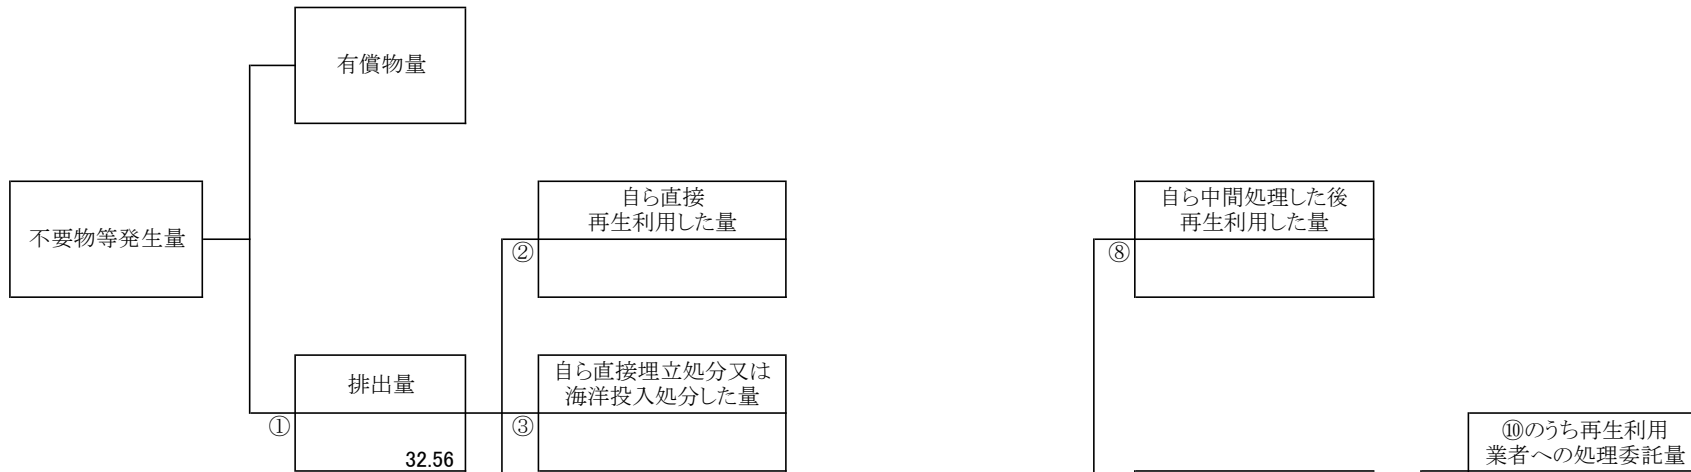 有償物量
不要物等発生量
自ら直接
再生利用した量
②
自ら中間処理した後
再生利用した量
⑧
排出量
①
32.56
自ら直接埋立処分又は
海洋投入処分した量
③
⑩のうち再生利用
業者への処理委託量